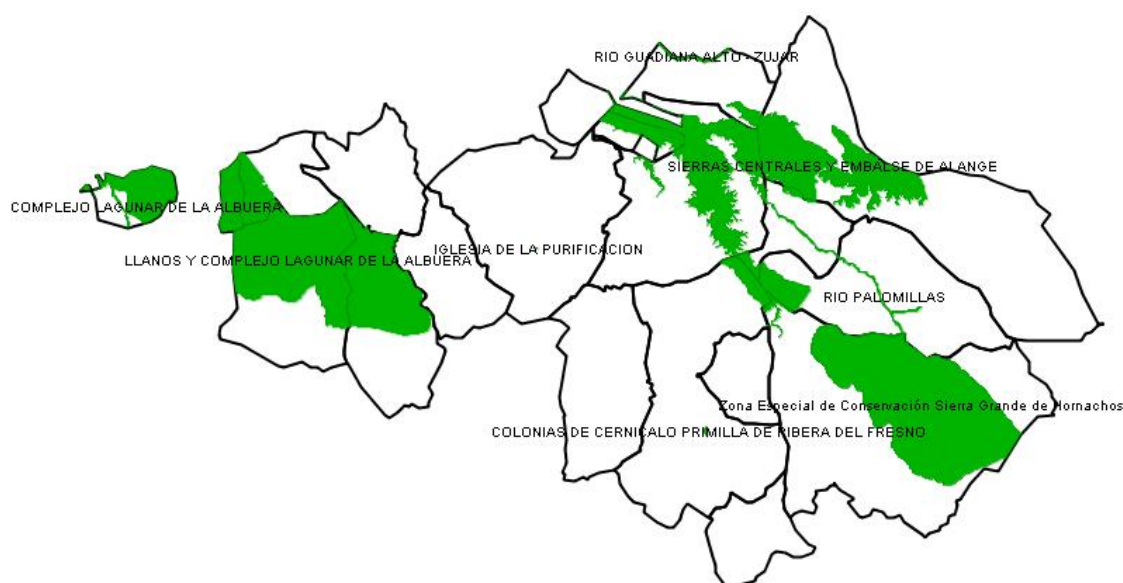 RIO GUADIANA ALTO - ZUJAR
SIERRAS CENTRALES Y EMBALSE DE ALANGE
COMPLEJO LAGUNAR DE LA ALBUERA
IGLESIA DE LA PURIFICACION
LLANOS Y COMPLEJO LAGUNAR DE LA ALBUERA
RIO PALOMILLAS
Zona Especial de Conservación Sierra Grande de Hornachos
COLONIAS DE CERNICALO PRIMILLA DE RIBERA DEL FRESNO